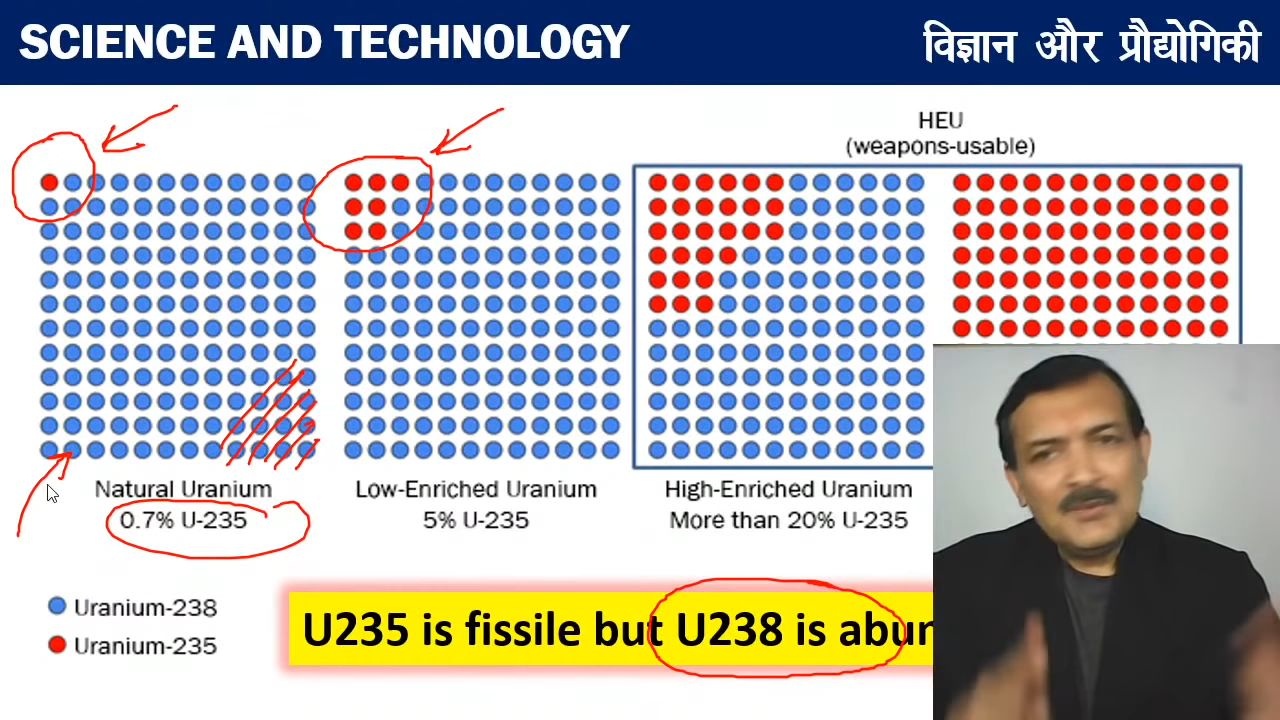 SCIENCE AND TECHNOLOGY
विज्ञान और प्रौद्योगिकी
HEU
(weapons-usable)
Natural Uranium
0.7% U-235
Low-Enriched Uranium
5% U-235
High-Enriched Uranium
More than 20% U-235
Uranium-238
Uranium-235
U235 is fissile but U238 is